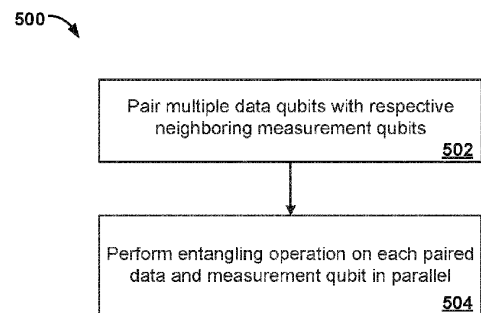 500
Pair multiple data qubits with respective
neighboring measurement qubits
502
Perform entangling operation on each paired
data and measurement qubit in parallel
504